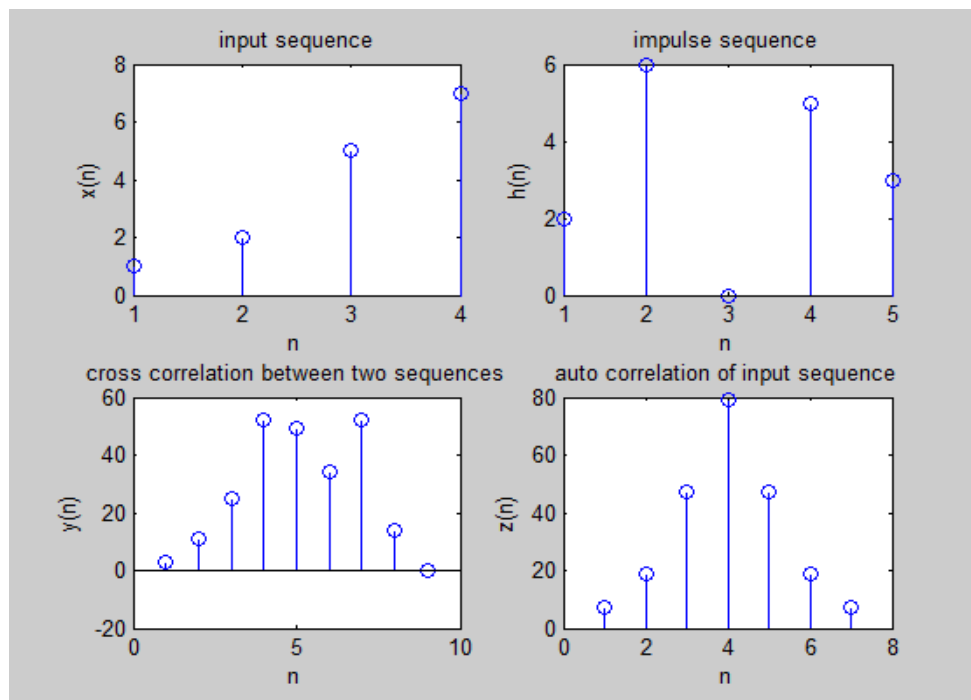 input sequence
8
6
4
2
0
x(n)
1 2 3 4
n
impulse sequence
6
4
2
0
h(n)
1 2 3 4 5
n
cross correlation between two sequences
60
40
20
0
-20
y(n)
0 5 10
n
auto correlation of input sequence
80
60
40
20
0
z(n)
0 2 4 6 8
n